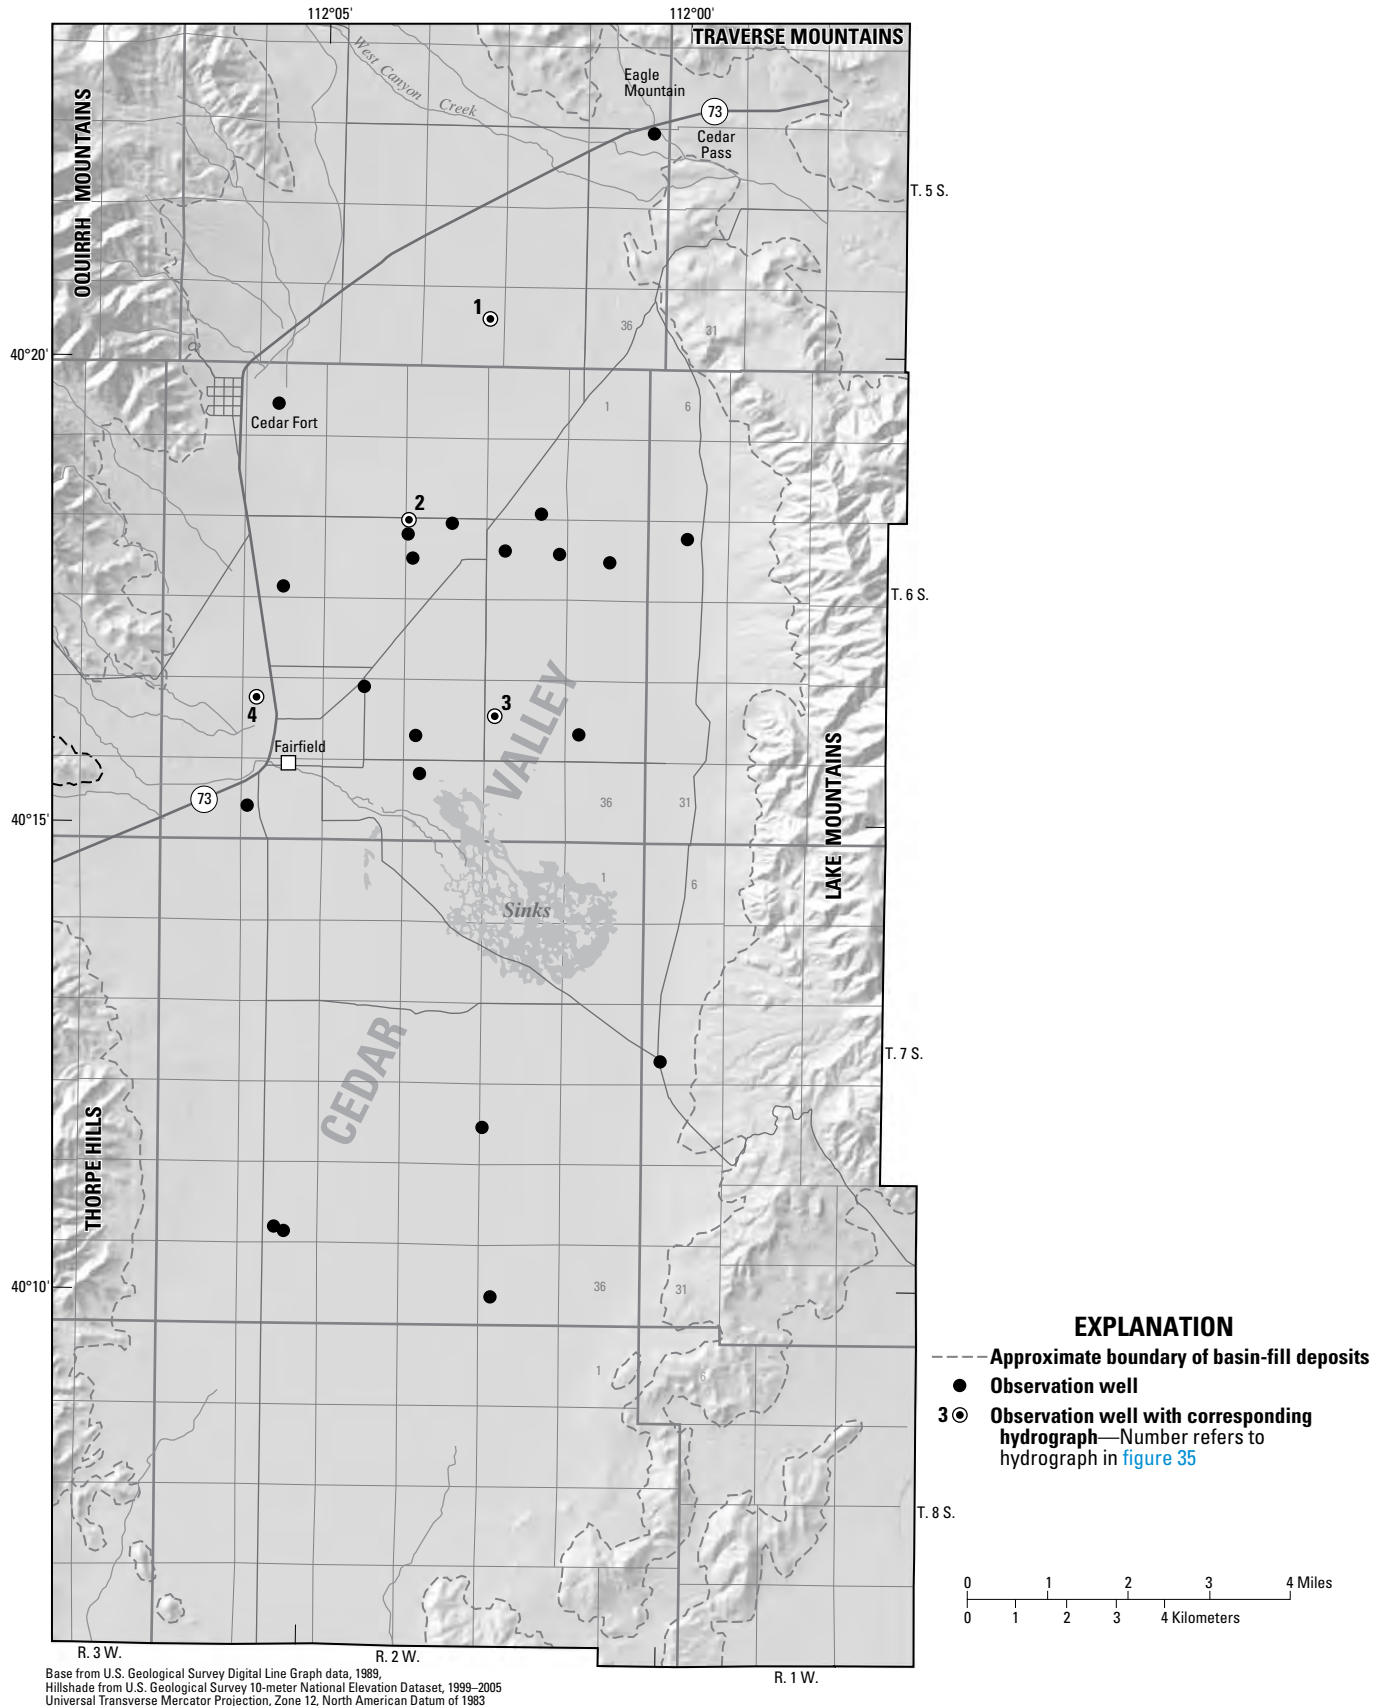 112°05'
112°00'
TRAVERSE MOUNTAINS
West Canyon Creek
Eagle
Mountain
73
Cedar
Pass
OQUIRRH MOUNTAINS
T. 5 S.
1
36
31
40°20'
1
6
Cedar Fort
2
T. 6 S.
3
4
VALLEY
Fairfield
LAKE MOUNTAINS
73
36
31
40°15'
1
6
Sinks
CEDAR
T. 7 S.
THORPE HILLS
40°10'
36
31
1
6
EXPLANATION
Approximate boundary of basin-fill deposits
Observation well
3 Observation well with corresponding
hydrograph—Number refers to
hydrograph in figure 35
T. 8 S.
0 1 2 3 4 Miles
0 1 2 3 4 Kilometers
R. 3 W.
R. 2 W.
R. 1 W.
Base from U.S. Geological Survey Digital Line Graph data, 1989,
Hillshade from U.S. Geological Survey 10-meter National Elevation Dataset, 1999–2005
Universal Transverse Mercator Projection, Zone 12, North American Datum of 1983